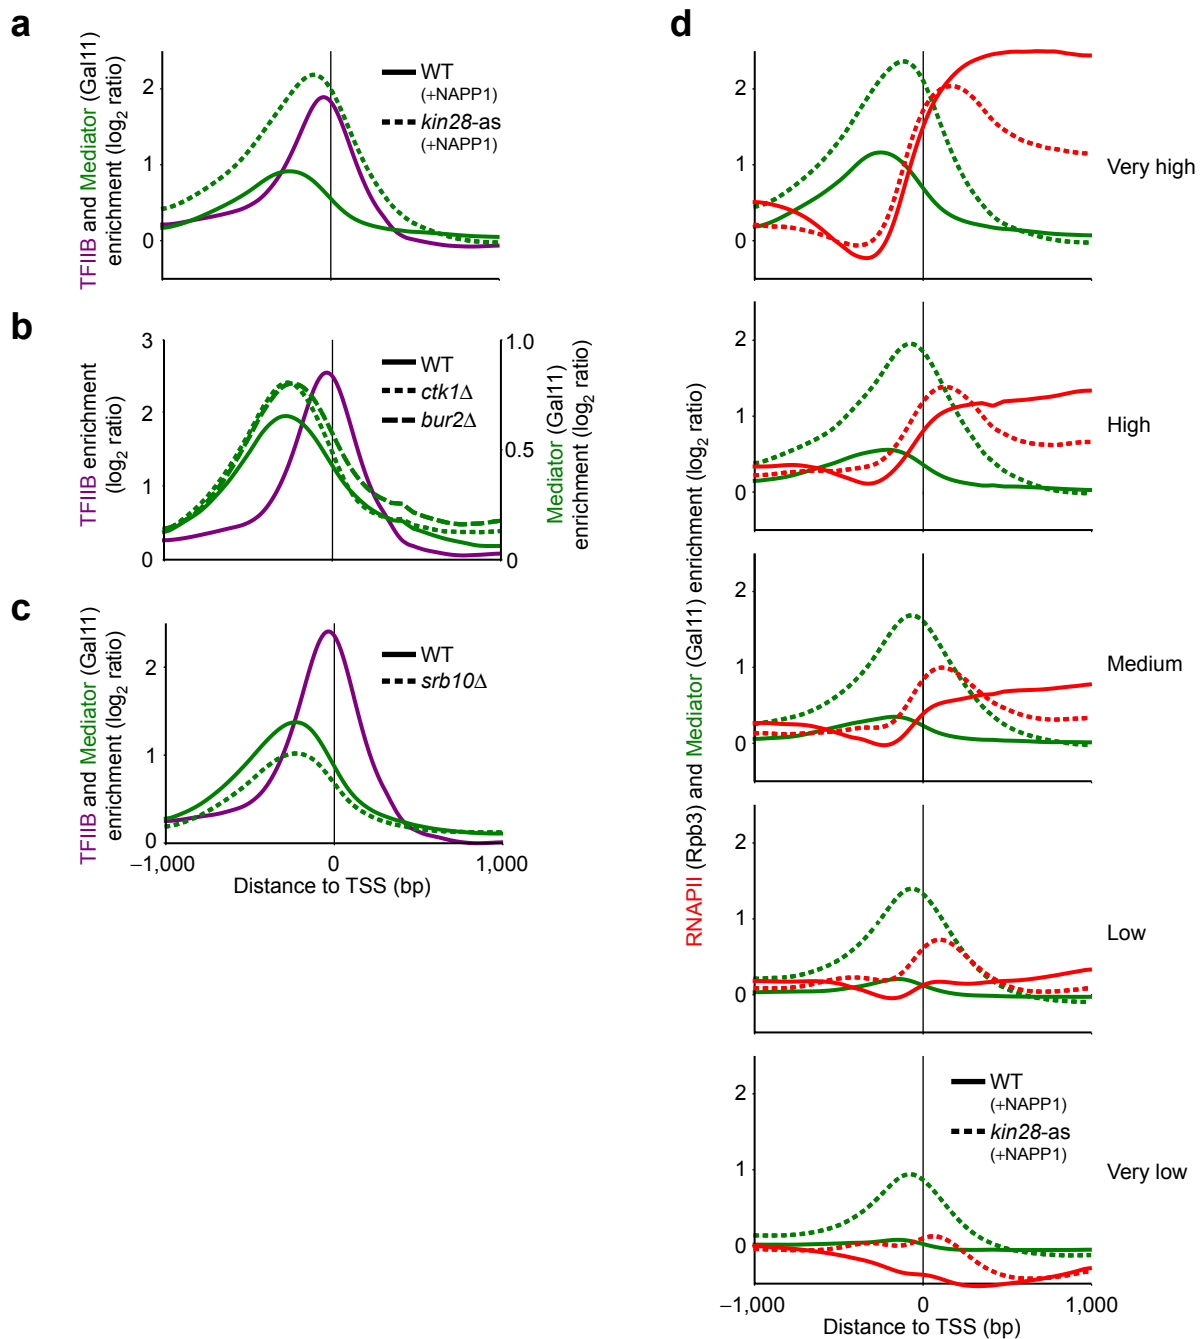 a
TFIIB and Mediator (Gal11)
enrichment (log2 ratio)
2
1
0
WT
(+NAPP1)
kin28-as
(+NAPP1)
b
TFIIB enrichment
(log2 ratio)
3
2
1
0
WT
ctk1Δ
bur2Δ
1.0
0.5
0
Mediator (Gal11)
enrichment (log2 ratio)
c
TFIIB and Mediator (Gal11)
enrichment (log2 ratio)
2
1
0
WT
srb10Δ
−1,000
0
1,000
Distance to TSS (bp)
d
RNAPII (Rpb3) and Mediator (Gal11) enrichment (log2 ratio)
2
1
0
Very high
2
1
0
High
2
1
0
Medium
2
1
0
Low
2
1
0
WT
(+NAPP1)
kin28-as
(+NAPP1)
Very low
−1,000
0
1,000
Distance to TSS (bp)